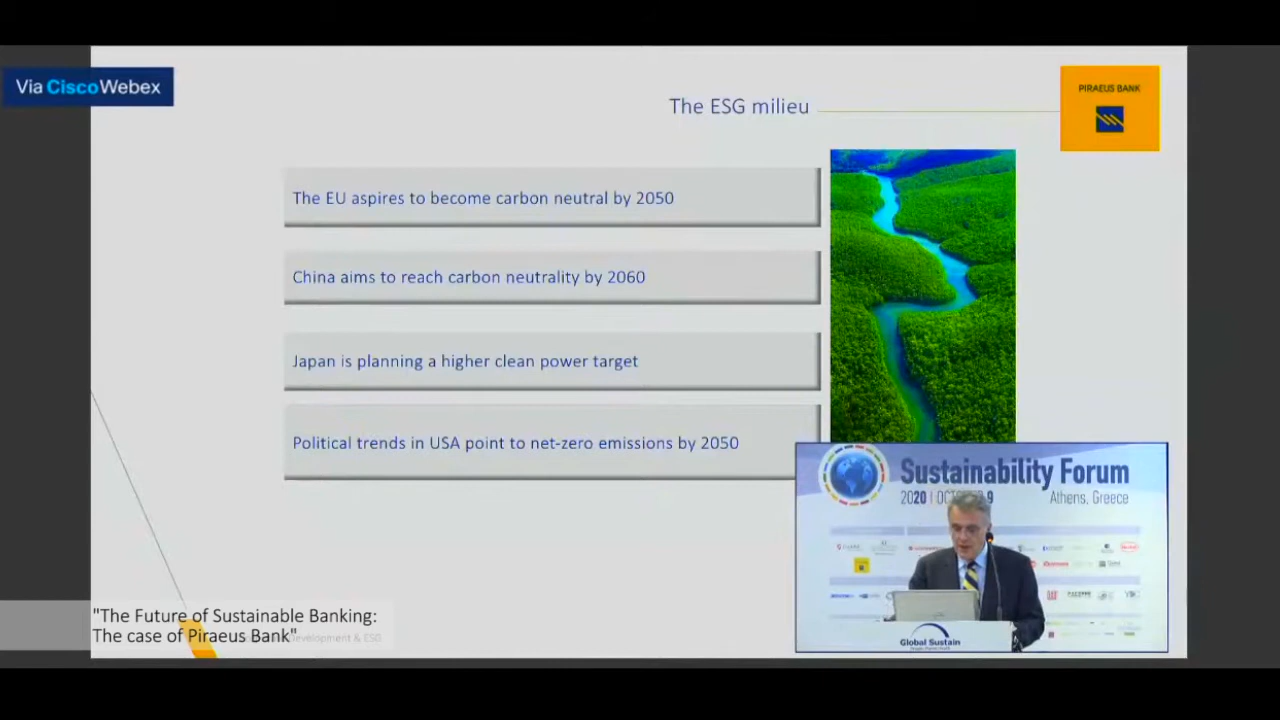 Via CiscoWebex
The ESG milieu
PIRAEUS BANK
The EU aspires to become carbon neutral by 2050
China aims to reach carbon neutrality by 2060
Japan is planning a higher clean power target
Political trends in USA point to net-zero emissions by 2050
Sustainability Forum
2020 | 9
Athens, Greece
Global Sustain
"The Future of Sustainable Banking:
The case of Piraeus Bank"
development & ESG